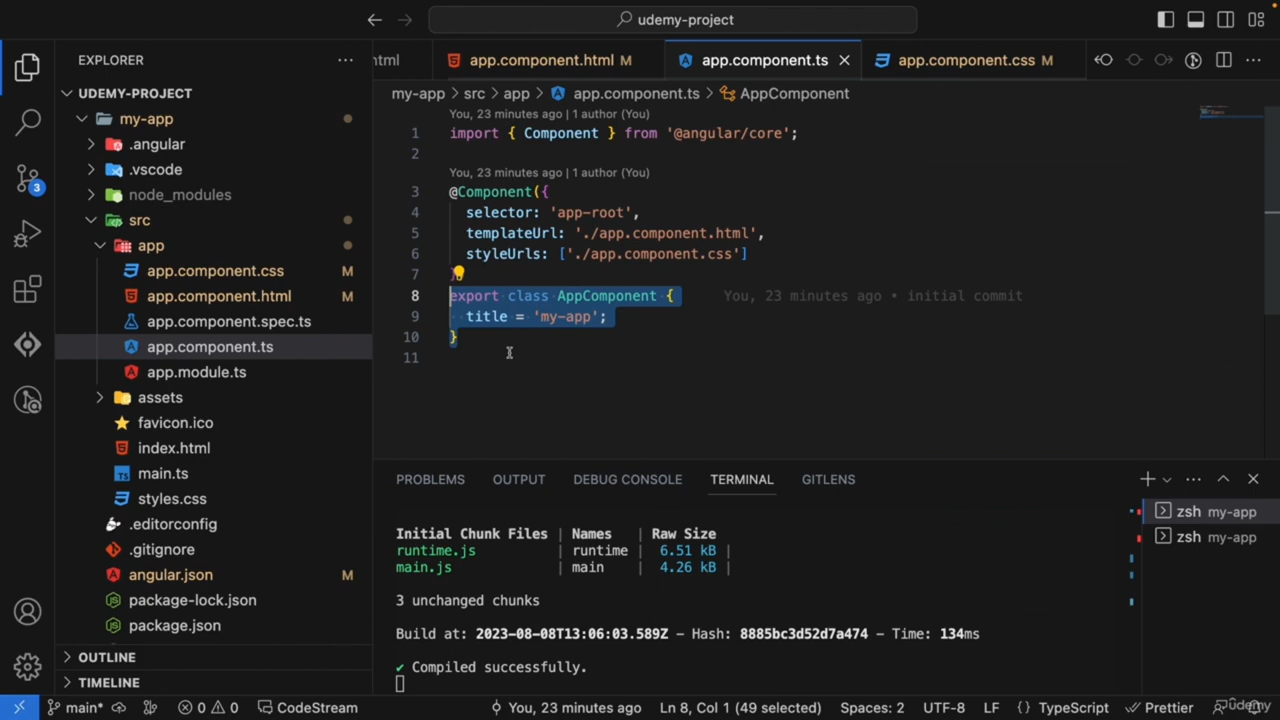 udemy-project
EXPLORER
UDEMY-PROJECT
my-app
.angular
.vscode
node_modules
src
app
app.component.css M
app.component.html M
app.component.spec.ts
app.component.ts
app.module.ts
assets
favicon.ico
index.html
main.ts
styles.css
.editorconfig
.gitignore
angular.json M
package-lock.json
package.json
OUTLINE
TIMELINE
3
html
app.component.html M
app.component.ts
app.component.css M
my-app > src > app > app.component.ts > AppComponent
You, 23 minutes ago | 1 author (You)
1 import { Component } from '@angular/core';
2
You, 23 minutes ago | 1 author (You)
3 @Component({
4 selector: 'app-root',
5 templateUrl: './app.component.html',
6 styleUrls: ['./app.component.css']
7 })
8 export class AppComponent { You, 23 minutes ago • initial commit
9 title = 'my-app';
10 }
11
PROBLEMS OUTPUT DEBUG CONSOLE TERMINAL GITLENS
Initial Chunk Files | Names | Raw Size
runtime.js | runtime | 6.51 kB |
main.js | main | 4.26 kB |
3 unchanged chunks
Build at: 2023-08-08T13:06:03.589Z - Hash: 8885bc3d52d7a474 - Time: 134ms
✔ Compiled successfully.
zsh my-app
zsh my-app
main* 0 0 CodeStream You, 23 minutes ago Ln 8, Col 1 (49 selected) Spaces: 2 UTF-8 LF {} TypeScript Prettier
Udemy